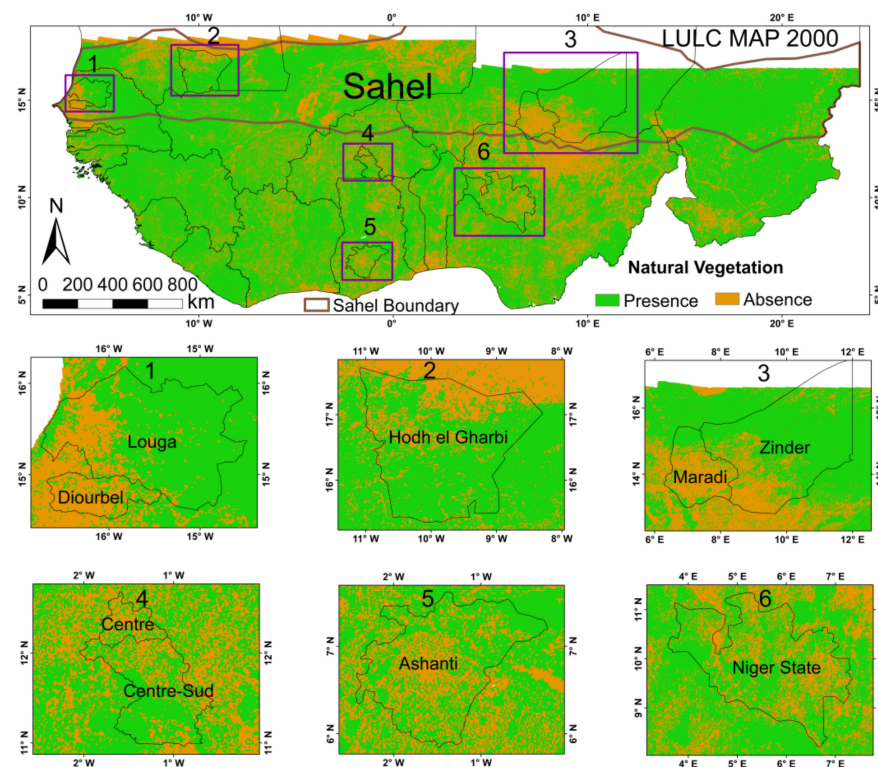 10° W 0° 10° E 20° E
LULC MAP 2000
Sahel
1
2
3
4
5
6
15° N
10° N
5° N
15° N
10° N
5° N
N
0 200 400 600 800
km
Sahel Boundary
Natural Vegetation
Presence
Absence
10° W 0° 10° E 20° E
16° W 15° W
1
16° N
15° N
Louga
Diourbel
16° N
15° N
16° W 15° W
11° W 10° W 9° W 8° W
2
17° N
16° N
Hodh el Gharbi
17° N
16° N
11° W 10° W 9° W 8° W
6° E 8° E 10° E 12° E
3
16° N
14° N
Zinder
Maradi
16° N
14° N
6° E 8° E 10° E 12° E
2° W 1° W
4
12° N
11° N
Centre
Centre-Sud
12° N
11° N
2° W 1° W
2° W 1° W
5
7° N
6° N
Ashanti
7° N
6° N
2° W 1° W
4° E 5° E 6° E 7° E
6
11° N
10° N
9° N
Niger State
11° N
10° N
9° N
4° E 5° E 6° E 7° E